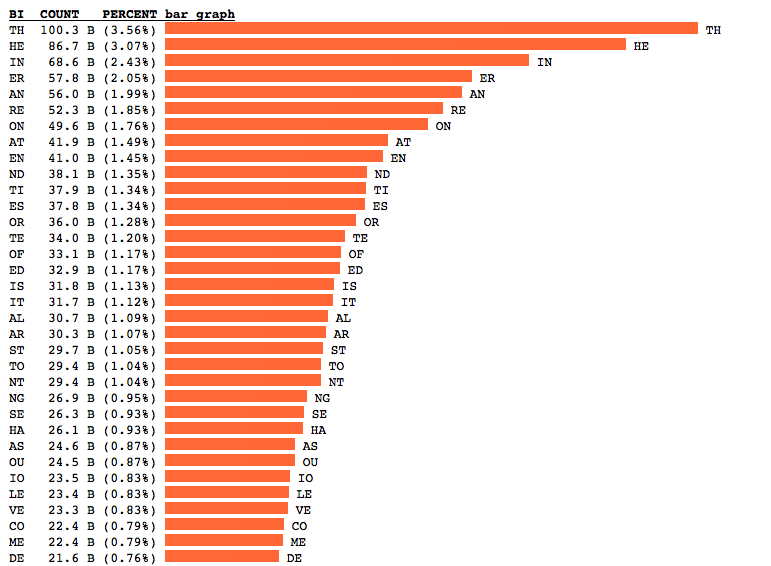 BI COUNT PERCENT bar graph
TH 100.3 B (3.56%) TH
HE 86.7 B (3.07%) HE
IN 68.6 B (2.43%) IN
ER 57.8 B (2.05%) ER
AN 56.0 B (1.99%) AN
RE 52.3 B (1.85%) RE
ON 49.6 B (1.76%) ON
AT 41.9 B (1.49%) AT
EN 41.0 B (1.45%) EN
ND 38.1 B (1.35%) ND
TI 37.9 B (1.34%) TI
ES 37.8 B (1.34%) ES
OR 36.0 B (1.28%) OR
TE 34.0 B (1.20%) TE
OF 33.1 B (1.17%) OF
ED 32.9 B (1.17%) ED
IS 31.8 B (1.13%) IS
IT 31.7 B (1.12%) IT
AL 30.7 B (1.09%) AL
AR 30.3 B (1.07%) AR
ST 29.7 B (1.05%) ST
TO 29.4 B (1.04%) TO
NT 29.4 B (1.04%) NT
NG 26.9 B (0.95%) NG
SE 26.3 B (0.93%) SE
HA 26.1 B (0.93%) HA
AS 24.6 B (0.87%) AS
OU 24.5 B (0.87%) OU
IO 23.5 B (0.83%) IO
LE 23.4 B (0.83%) LE
VE 23.3 B (0.83%) VE
CO 22.4 B (0.79%) CO
ME 22.4 B (0.79%) ME
DE 21.6 B (0.76%) DE